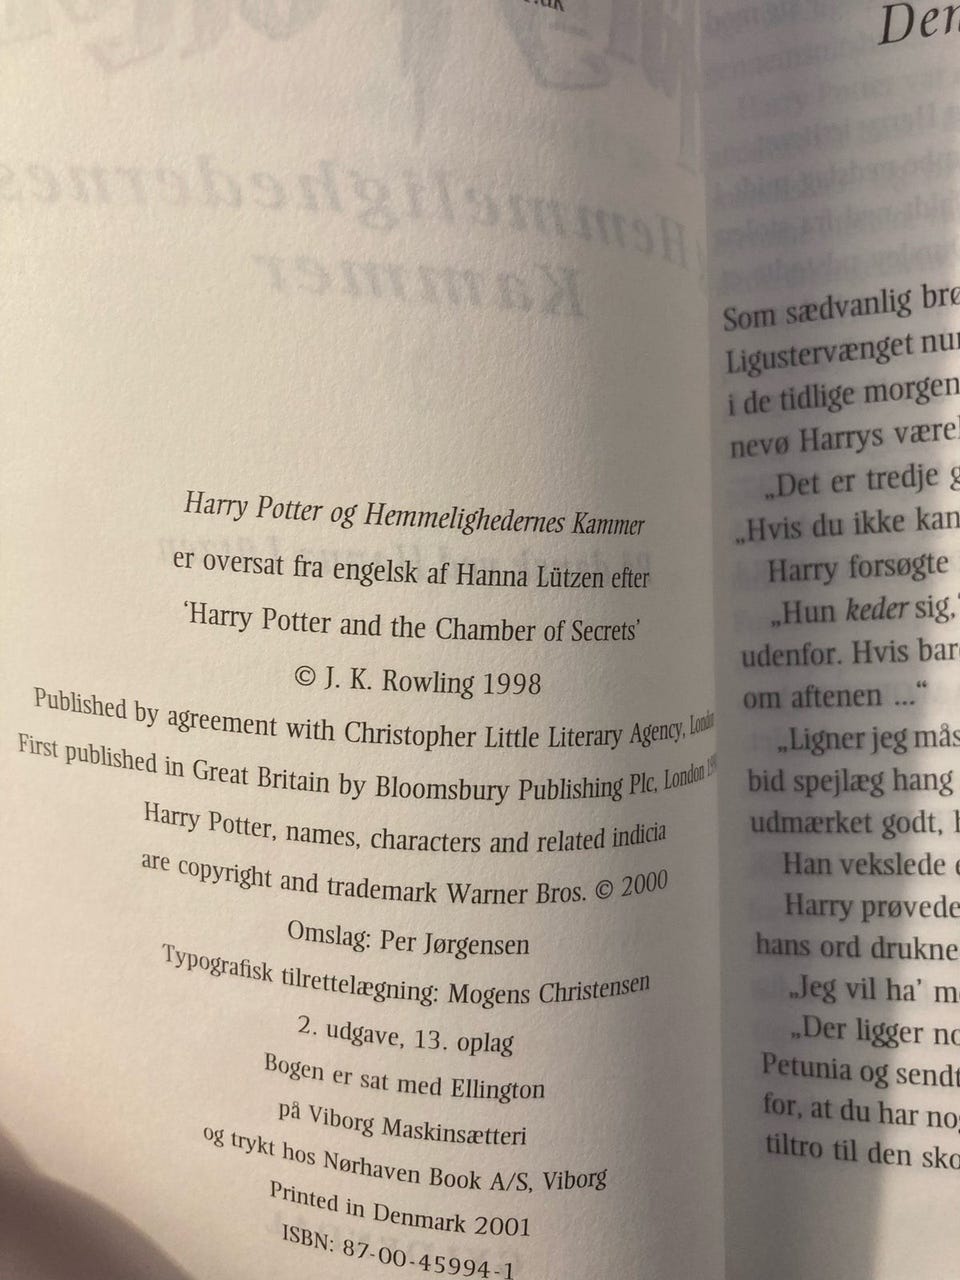 Harry Potter og Hemmelighedernes Kammer
er oversat fra engelsk af Hanna Lützen efter
‘Harry Potter and the Chamber of Secrets’
© J. K. Rowling 1998
Published by agreement with Christopher Little Literary Agency, London
First published in Great Britain by Bloomsbury Publishing Plc, London
Harry Potter, names, characters and related indicia
are copyright and trademark Warner Bros. © 2000
Omslag: Per Jørgensen
Typografisk tilrettelægning: Mogens Christensen
2. udgave, 13. oplag
Bogen er sat med Ellington
på Viborg Maskinsætteri
og trykt hos Nørhaven Book A/S, Viborg
Printed in Denmark 2001
ISBN: 87-00-45994-1
Den
Som sædvanlig brø
Ligustervænget nu
i de tidlige morgen
nevø Harrys være
„Det er tredje g
„Hvis du ikke kan
Harry forsøgte
„Hun keder sig,
udenfor. Hvis bar
om aftenen ...“
„Ligner jeg mås
bid spejlæg hang
udmærket godt, h
Han vekslede e
Harry prøvede
hans ord drukne
„Jeg vil ha’ m
„Der ligger no
Petunia og sendt
for, at du har no
tiltro til den sko